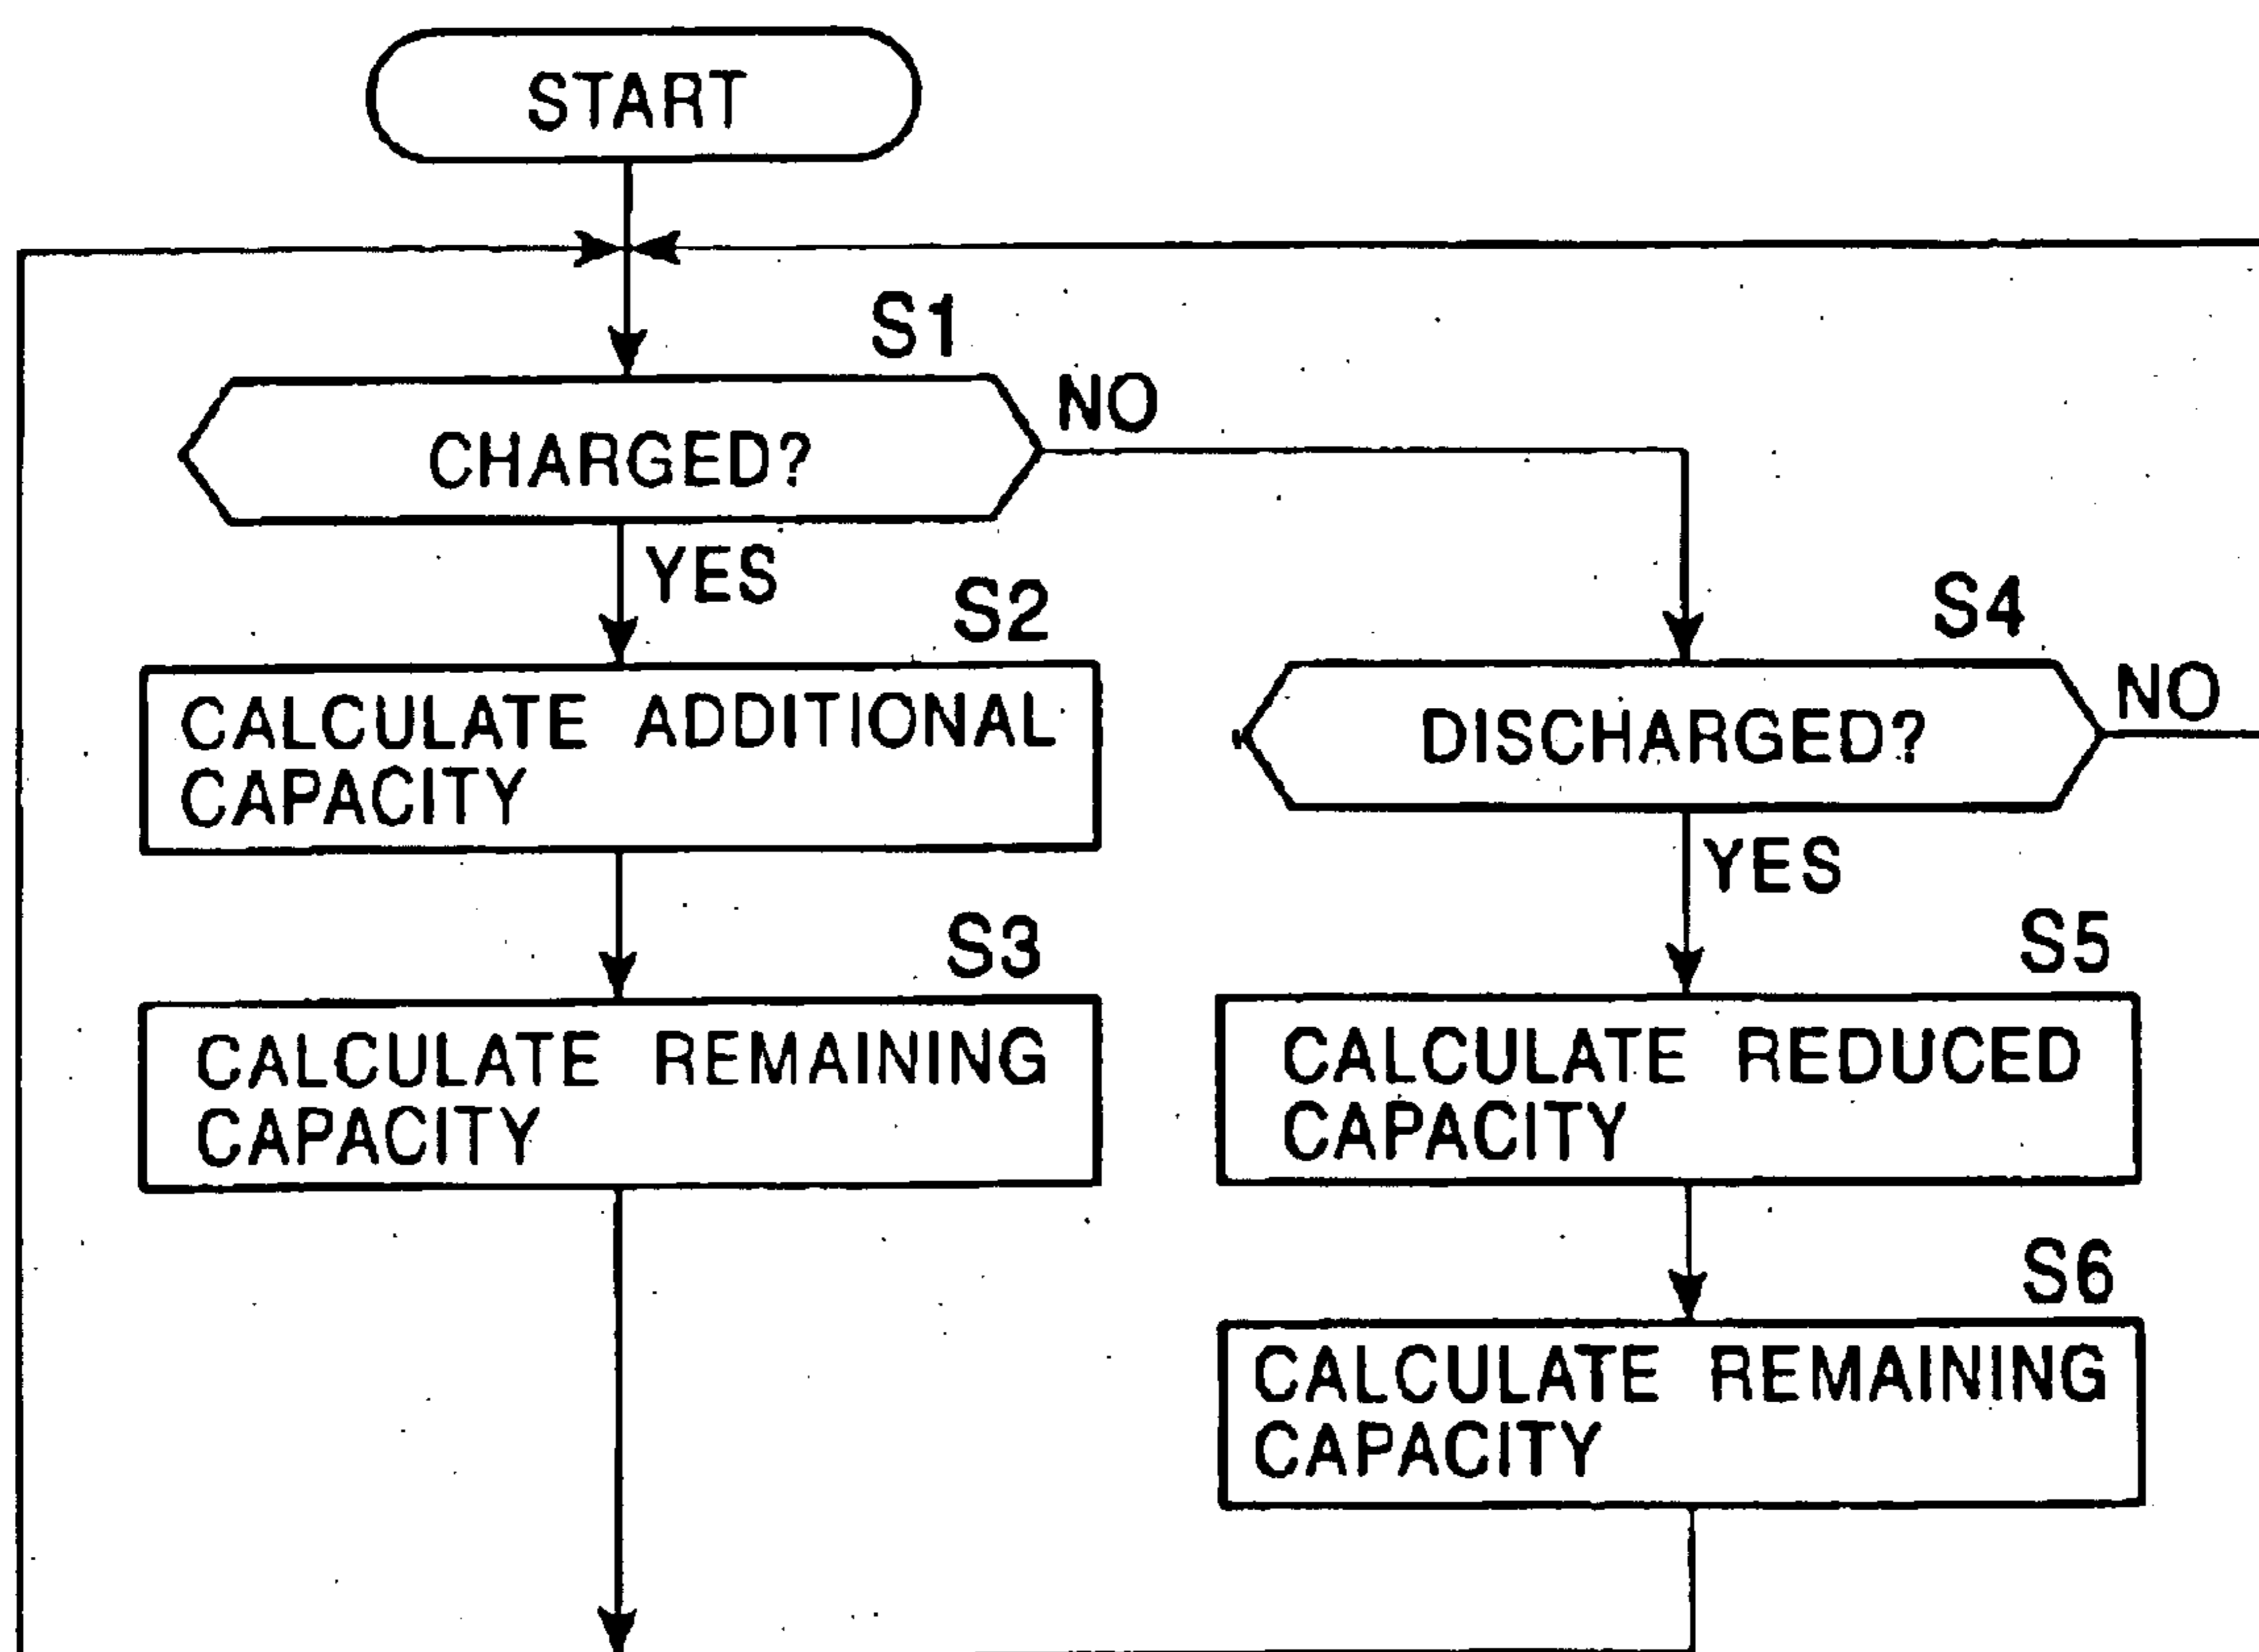 START
S1
CHARGED?
NO
YES
S2
CALCULATE ADDITIONAL
CAPACITY
S3
CALCULATE REMAINING
CAPACITY
S4
DISCHARGED?
NO
YES
S5
CALCULATE REDUCED
CAPACITY
S6
CALCULATE REMAINING
CAPACITY